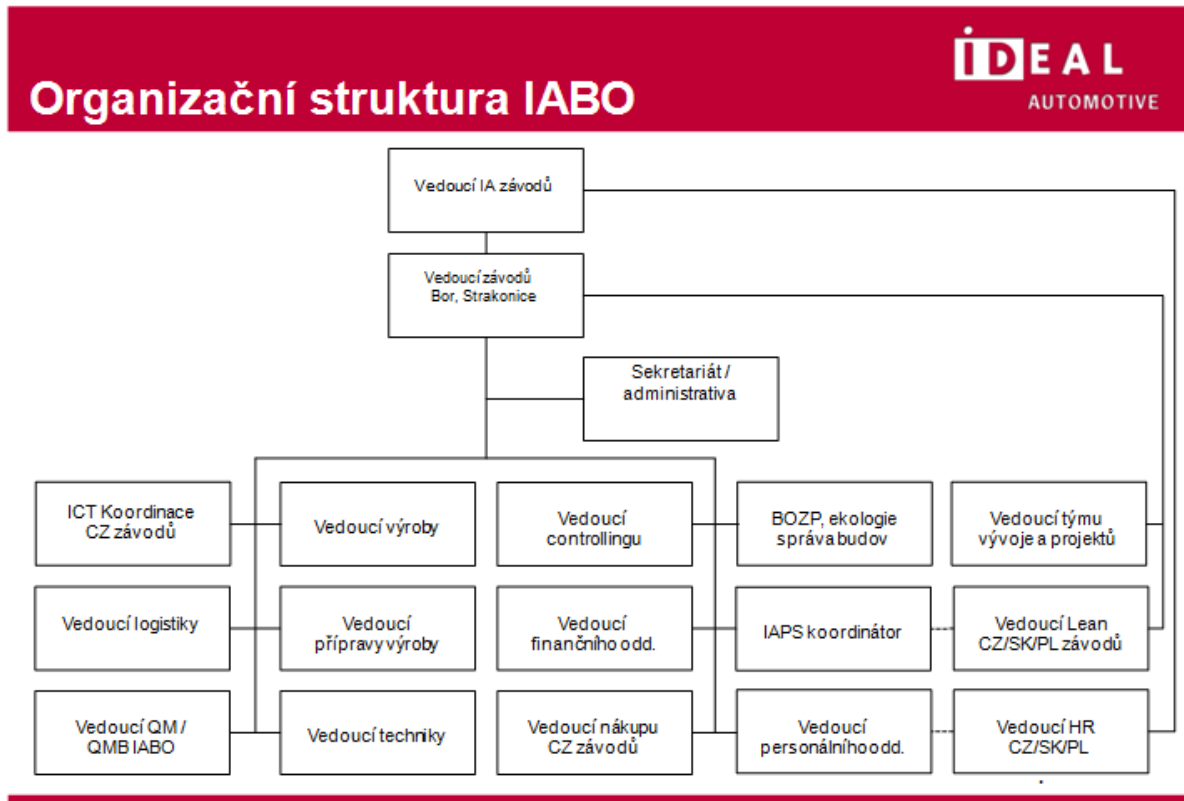 Organizační struktura IABO
iDEAL
AUTOMOTIVE
Vedoucí IA závodů
Vedoucí závodů
Bor, Strakonice
Sekretariát /
administrativa
ICT Koordinace
CZ závodů
Vedoucí výroby
Vedoucí
controllingu
BOZP, ekologie
správa budov
Vedoucí týmu
vývoje a projektů
Vedoucí logistiky
Vedoucí
přípravy výroby
Vedoucí
finančního odd.
IAPS koordinátor
Vedoucí Lean
CZ/SK/PL závodů
Vedoucí QM /
QMB IABO
Vedoucí techniky
Vedoucí nákupu
CZ závodů
Vedoucí
personálního odd.
Vedoucí HR
CZ/SK/PL